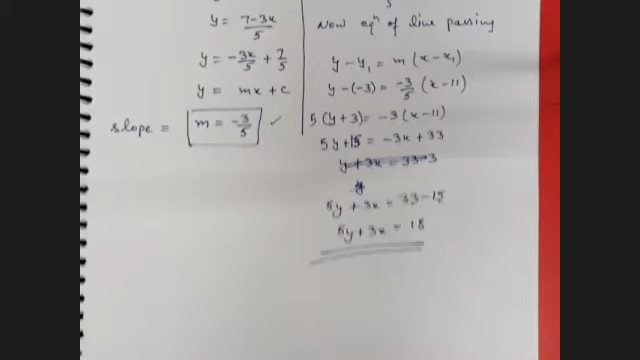 y = 7-3x/5
y = -3x/5 + 7/5
y = mx + c
slope = m = -3/5 ✓
Now eqⁿ of line passing
y - y₁ = m (x - x₁)
y - (-3) = -3/5 (x - 11)
5 (y + 3) = -3 (x - 11)
5y + 15 = -3x + 33
y + 3x = 33 - 3
5y + 3x = 33 - 15
5y + 3x = 18